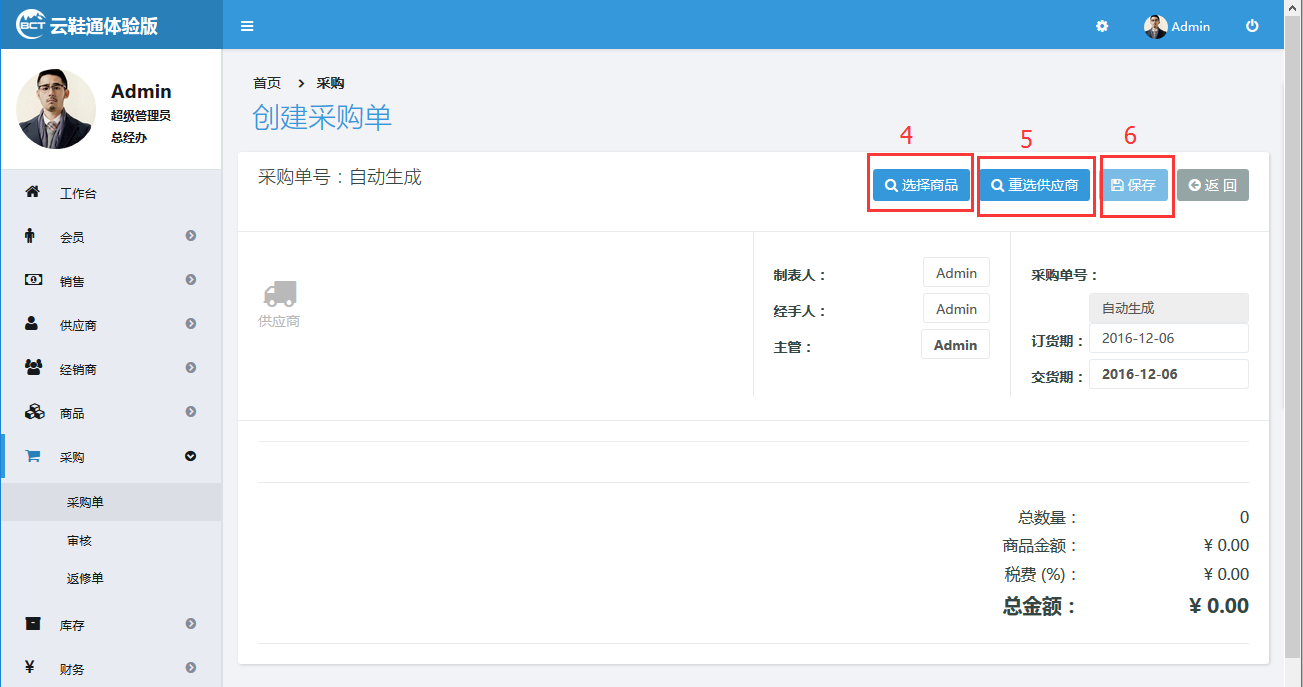 BCT 云鞋通体验版
Admin
Admin
超级管理员
总经办
工作台
会员
销售
供应商
经销商
商品
采购
采购单
审核
返修单
库存
¥ 财务
首页 > 采购
创建采购单
4 5 6
采购单号：自动生成
选择商品 重选供应商 保存 返 回
供应商
制表人： Admin
经手人： Admin
主管： Admin
采购单号：
自动生成
订货期： 2016-12-06
交货期： 2016-12-06
总数量： 0
商品金额： ¥ 0.00
税费 (%)： ¥ 0.00
总金额： ¥ 0.00